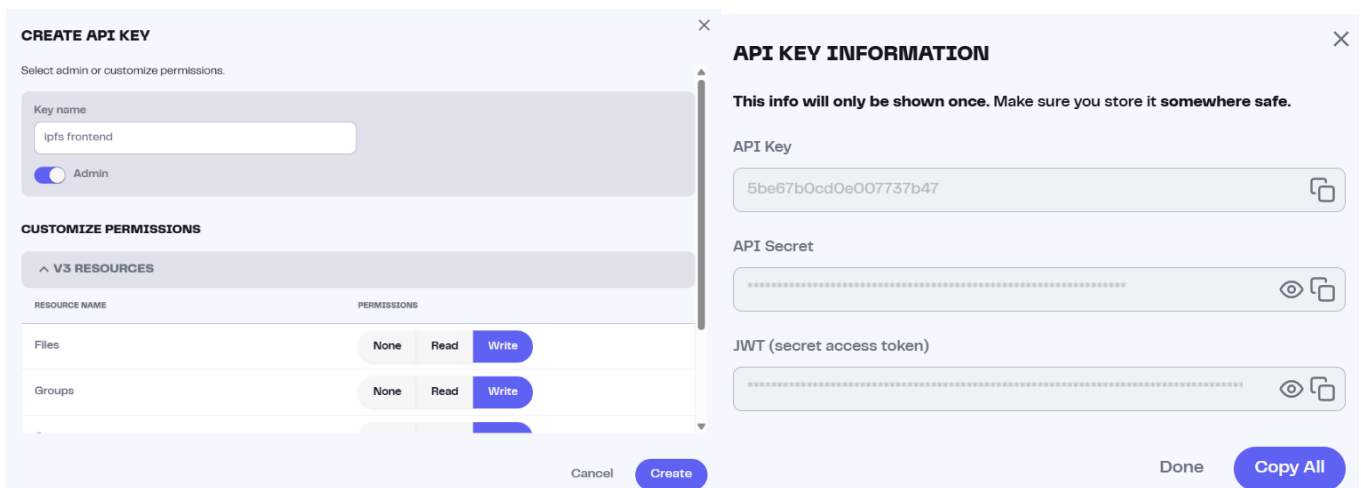 CREATE API KEY
Select admin or customize permissions.
Key name
ipfs frontend
Admin
CUSTOMIZE PERMISSIONS
V3 RESOURCES
RESOURCE NAME PERMISSIONS
Files None Read Write
Groups None Read Write
Cancel Create
API KEY INFORMATION
This info will only be shown once. Make sure you store it somewhere safe.
API Key
5be67b0cd0e007737b47
API Secret
******************************************************************
JWT (secret access token)
************************************************************************************
Done Copy All